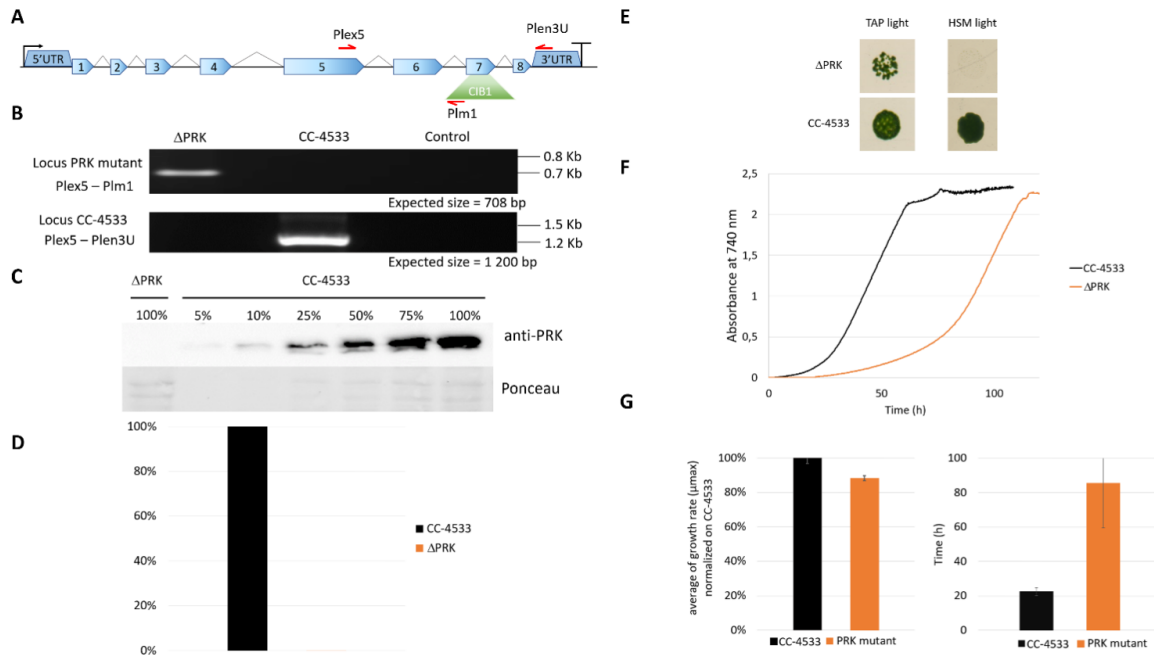 A
Plex5
Plen3U
5'UTR 1 2 3 4 5 6 7 8 3'UTR
CIB1
Plm1
B
ΔPRK CC-4533 Control
Locus PRK mutant
Plex5 – Plm1
0.8 Kb
0.7 Kb
Expected size = 708 bp
Locus CC-4533
Plex5 – Plen3U
1.5 Kb
1.2 Kb
Expected size = 1 200 bp
C
ΔPRK CC-4533
100% 5% 10% 25% 50% 75% 100%
anti-PRK
Ponceau
D
100%
80%
60%
40%
20%
0%
CC-4533
ΔPRK
E
TAP light HSM light
ΔPRK
CC-4533
F
Absorbance at 740 nm
2,5
2
1,5
1
0,5
0
0 50 100
Time (h)
CC-4533
ΔPRK
G
average of growth rate (µmax)
normalized on CC-4533
100%
80%
60%
40%
20%
0%
CC-4533 PRK mutant
Time (h)
100
80
60
40
20
0
CC-4533 PRK mutant